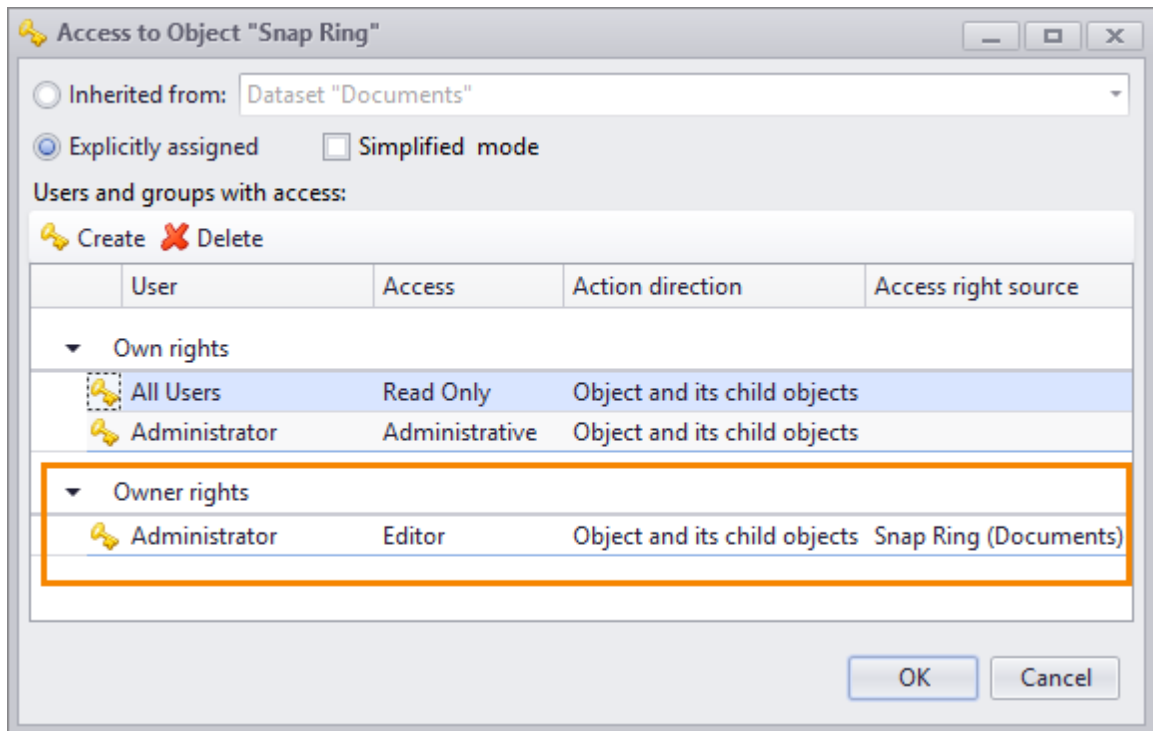 Access to Object "Snap Ring"
Inherited from: Dataset "Documents"
Explicitly assigned Simplified mode
Users and groups with access:
Create Delete
User Access Action direction Access right source
Own rights
All Users Read Only Object and its child objects
Administrator Administrative Object and its child objects
Owner rights
Administrator Editor Object and its child objects Snap Ring (Documents)
OK Cancel